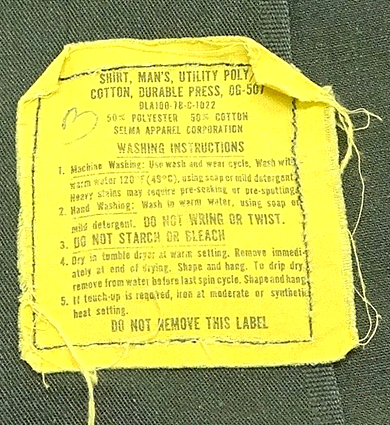 SHIRT, MAN'S, UTILITY POLY/
COTTON, DURABLE PRESS, OG-507
DLA100-78-C-1022
50% POLYESTER 50% COTTON
SELMA APPAREL CORPORATION
WASHING INSTRUCTIONS
1. Machine Washing: Use wash and wear cycle. Wash with
warm water 120°F (49°C), using soap or mild detergent.
Heavy stains may require pre-soaking or pre-spotting.
2. Hand Washing: Wash in warm water, using soap or
mild detergent. DO NOT WRING OR TWIST.
3. DO NOT STARCH OR BLEACH
4. Dry in tumble dryer at warm setting. Remove immedi-
ately at end of drying. Shape and hang. To drip dry,
remove from water before last spin cycle. Shape and hang
5. If touch-up is required, iron at moderate or synthetic
heat setting.
DO NOT REMOVE THIS LABEL